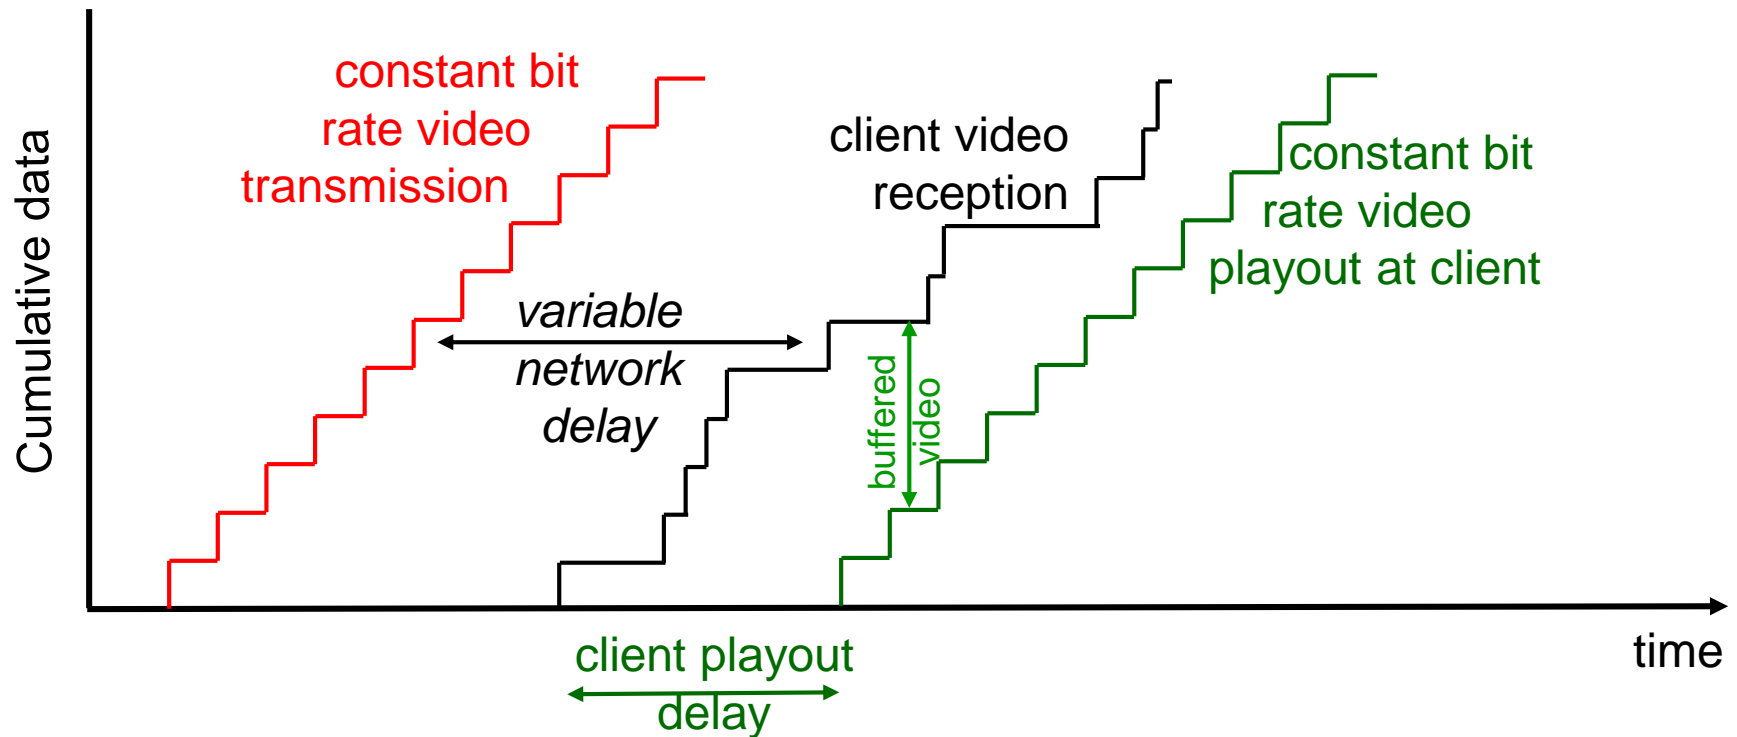 Cumulative data
constant bit
rate video
transmission
variable
network
delay
client video
reception
buffered
video
constant bit
rate video
playout at client
client playout
delay
time